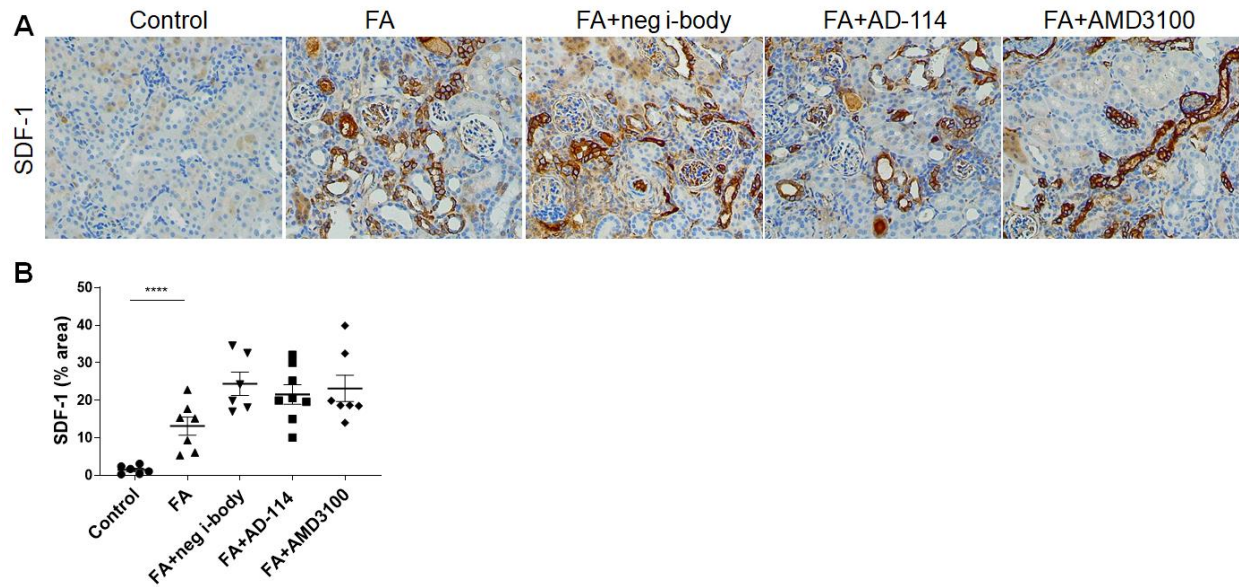 A
Control
FA
FA+neg i-body
FA+AD-114
FA+AMD3100
SDF-1
B
****
50
40
30
20
10
0
SDF-1 (% area)
Control
FA
FA+neg i-body
FA+AD-114
FA+AMD3100